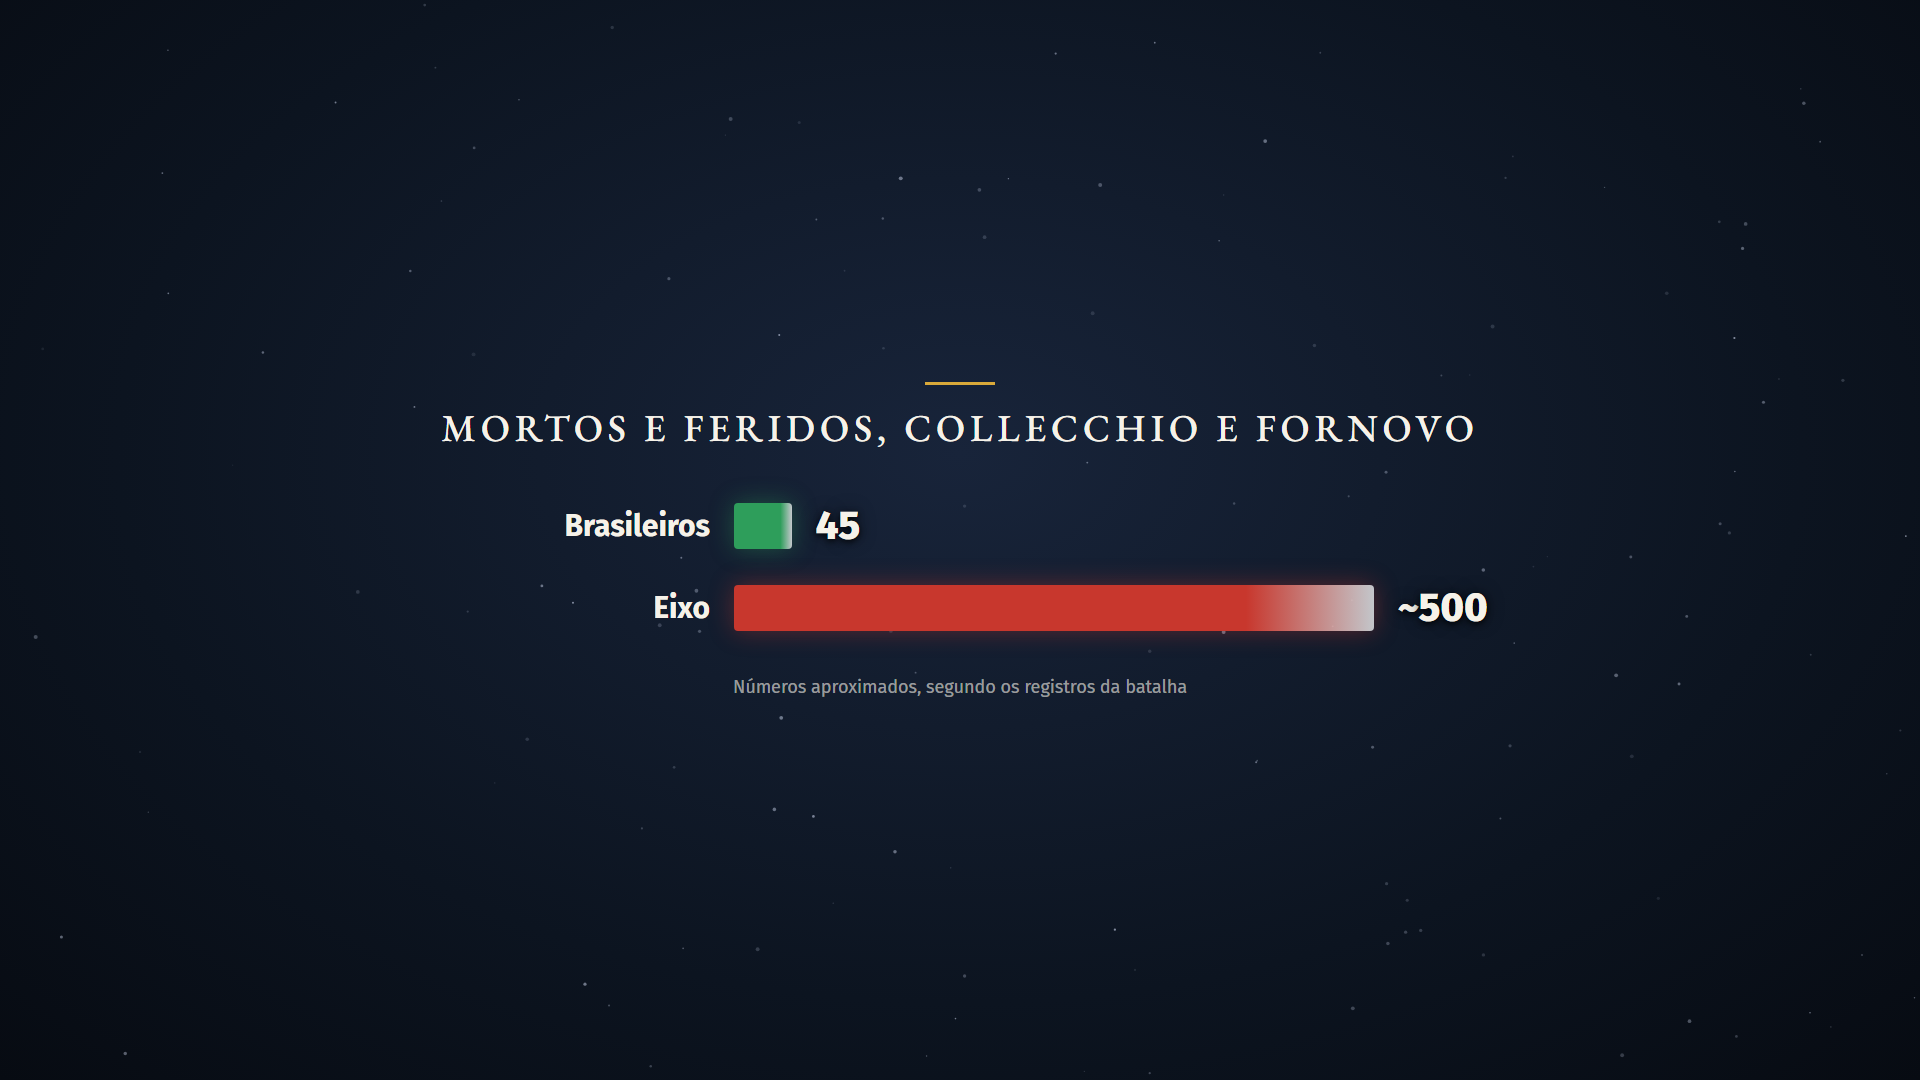 MORTOS E FERIDOS, COLLECCHIO E FORNOVO
Brasileiros 45
Eixo ~500
Números aproximados, segundo os registros da batalha